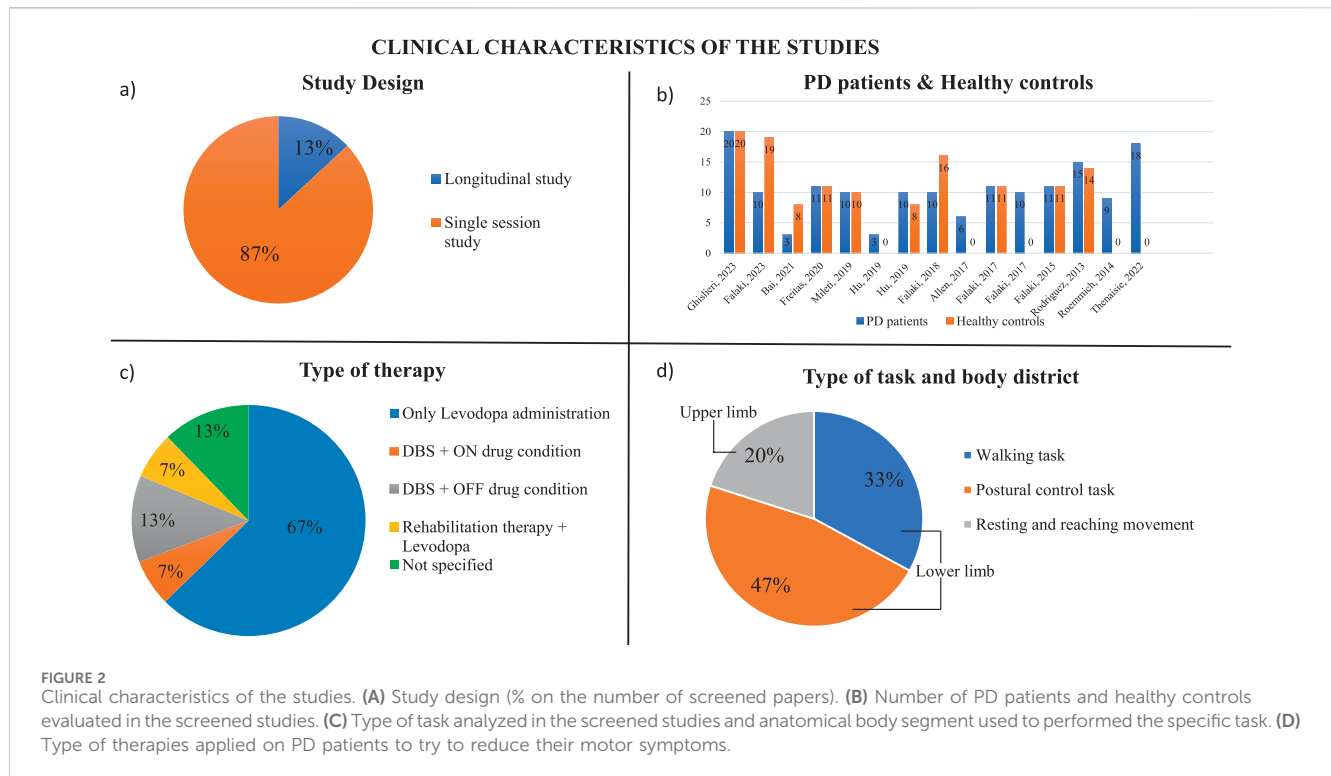 CLINICAL CHARACTERISTICS OF THE STUDIES
a)
Study Design
13%
87%
Longitudinal study
Single session
study
b)
PD patients & Healthy controls
25
20
15
10
5
0
20
20
10
19
3
8
11
11
10
10
3
0
10
8
10
16
6
0
11
11
10
0
11
11
15
14
9
0
18
0
Ghislieri, 2023
Falaki, 2023
Bai, 2021
Freitas, 2020
Mileti, 2019
Hu, 2019
Hu, 2019
Falaki, 2018
Allen, 2017
Falaki, 2017
Falaki, 2017
Falaki, 2015
Rodriguez, 2013
Roemmich, 2014
Thenaisie, 2022
PD patients
Healthy controls
c)
Type of therapy
13%
7%
13%
7%
67%
Only Levodopa administration
DBS + ON drug condition
DBS + OFF drug condition
Rehabilitation therapy +
Levodopa
Not specified
d)
Type of task and body district
Upper limb
20%
33%
47%
Lower limb
Walking task
Postural control task
Resting and reaching movement
FIGURE 2
Clinical characteristics of the studies. (A) Study design (% on the number of screened papers). (B) Number of PD patients and healthy controls
evaluated in the screened studies. (C) Type of task analyzed in the screened studies and anatomical body segment used to performed the specific task. (D)
Type of therapies applied on PD patients to try to reduce their motor symptoms.